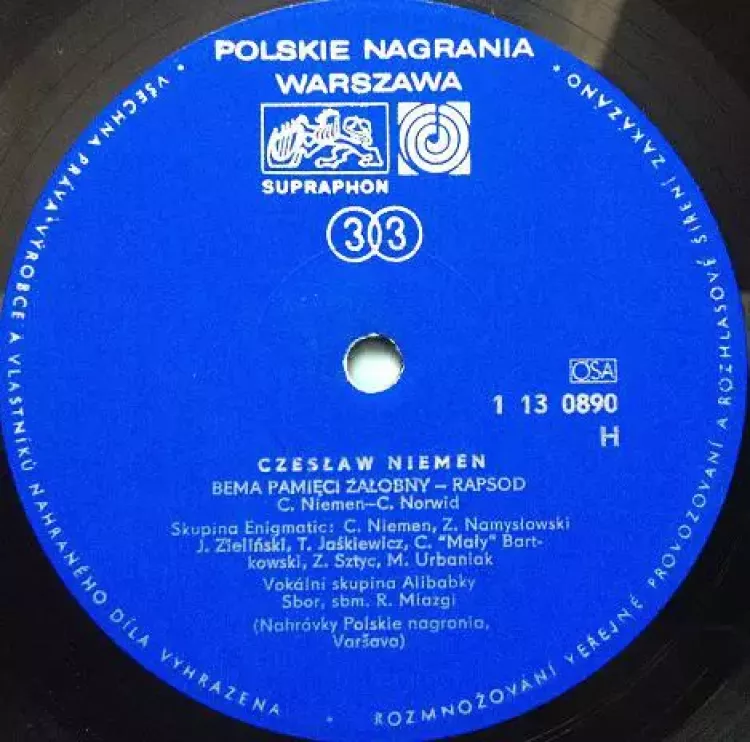 POLSKIE NAGRANIA
WARSZAWA
SUPRAPHON
33
OSA
1 13 0890
H
CZESŁAW NIEMEN
BEMA PAMIĘCI ŻAŁOBNY – RAPSOD
C. Niemen–C. Norwid
Skupina Enigmatic: C. Niemen, Z. Namysłowski
J. Zieliński, T. Jaśkiewicz, C. "Mały" Bart-
kowski, Z. Sztyc, M. Urbaniak
Vokální skupina Alibabky
Sbor, sbm. R. Miazgi
(Nahrávky Polskie nagrania,
Varšava)
• VŠECHNA PRÁVA VÝROBCE A VLASTNÍKŮ NAHRANÉHO DÍLA VYHRAZENA •
ROZMNOŽOVÁNÍ VEŘEJNÉ PROVOZOVÁNÍ A ROZHLASOVÉ ŠÍŘENÍ ZAKÁZÁNO •